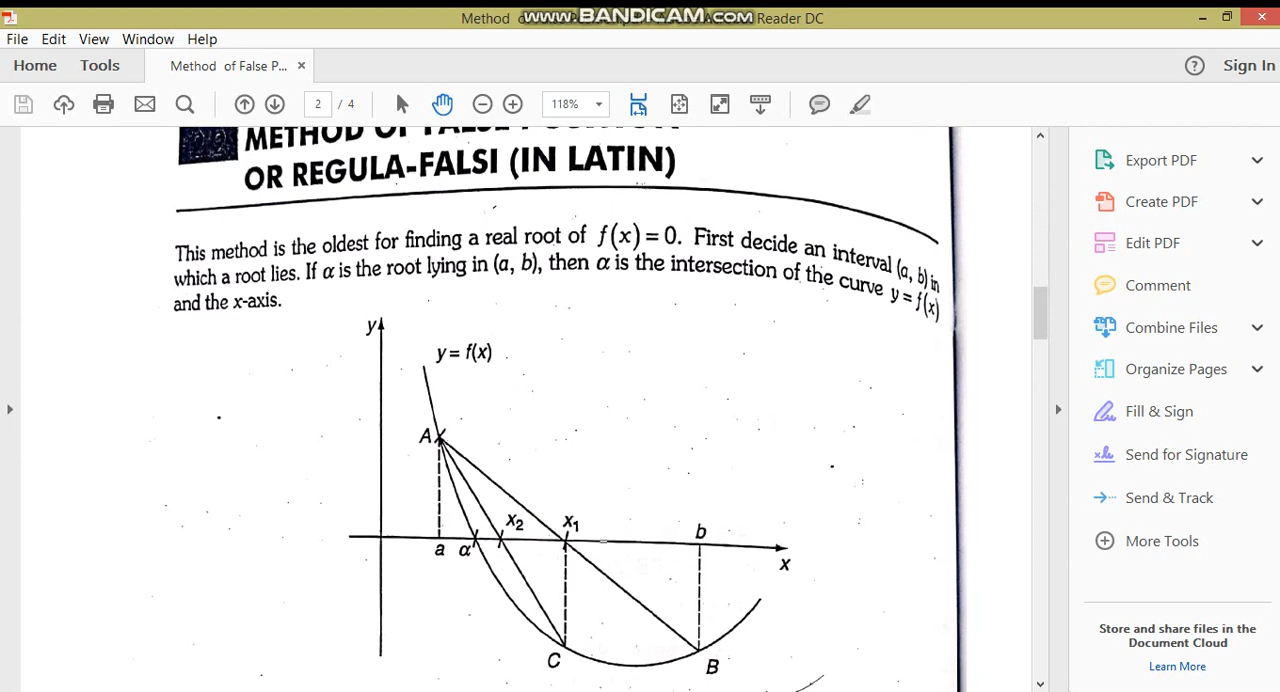 Method o
www.BANDICAM.com
Reader DC
File Edit View Window Help
Home Tools Method of False P... ×
? Sign In
2 / 4 118%
METHOD OF FALSE POSITION
OR REGULA-FALSI (IN LATIN)
This method is the oldest for finding a real root of f(x) = 0. First decide an interval (a, b) in
which a root lies. If α is the root lying in (a, b), then α is the intersection of the curve y = f(x)
and the x-axis.
y
y = f(x)
A
x2 x1 b
a α
x
C
B
Export PDF
Create PDF
Edit PDF
Comment
Combine Files
Organize Pages
Fill & Sign
Send for Signature
Send & Track
More Tools
Store and share files in the
Document Cloud
Learn More